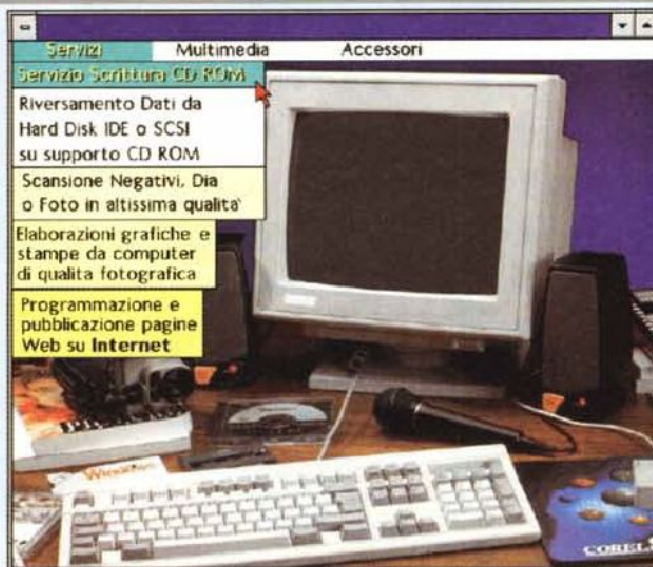 Servizi Multimedia Accessori
Servizio Scrittura CD ROM
Riversamento Dati da
Hard Disk IDE o SCSI
su supporto CD ROM
Scansione Negativi, Dia
o Foto in altissima qualita`
Elaborazioni grafiche e
stampe da computer
di qualita fotografica
Programmazione e
pubblicazione pagine
Web su Internet
Windows
COREL